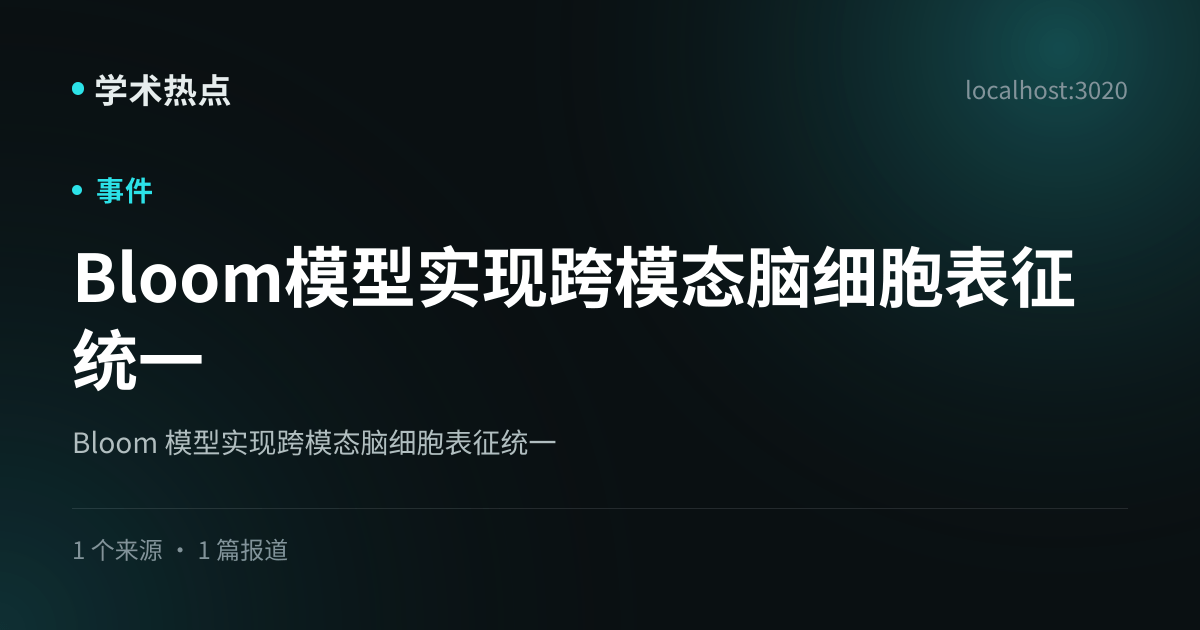 学术热点
localhost:3020
事件
Bloom模型实现跨模态脑细胞表征
统一
Bloom 模型实现跨模态脑细胞表征统一
1 个来源 · 1 篇报道